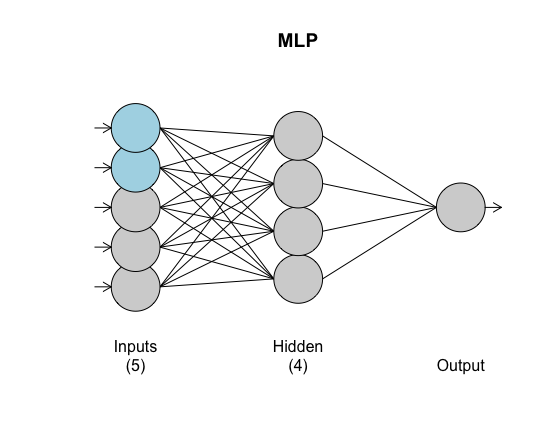 MLP
Inputs
(5)
Hidden
(4)
Output